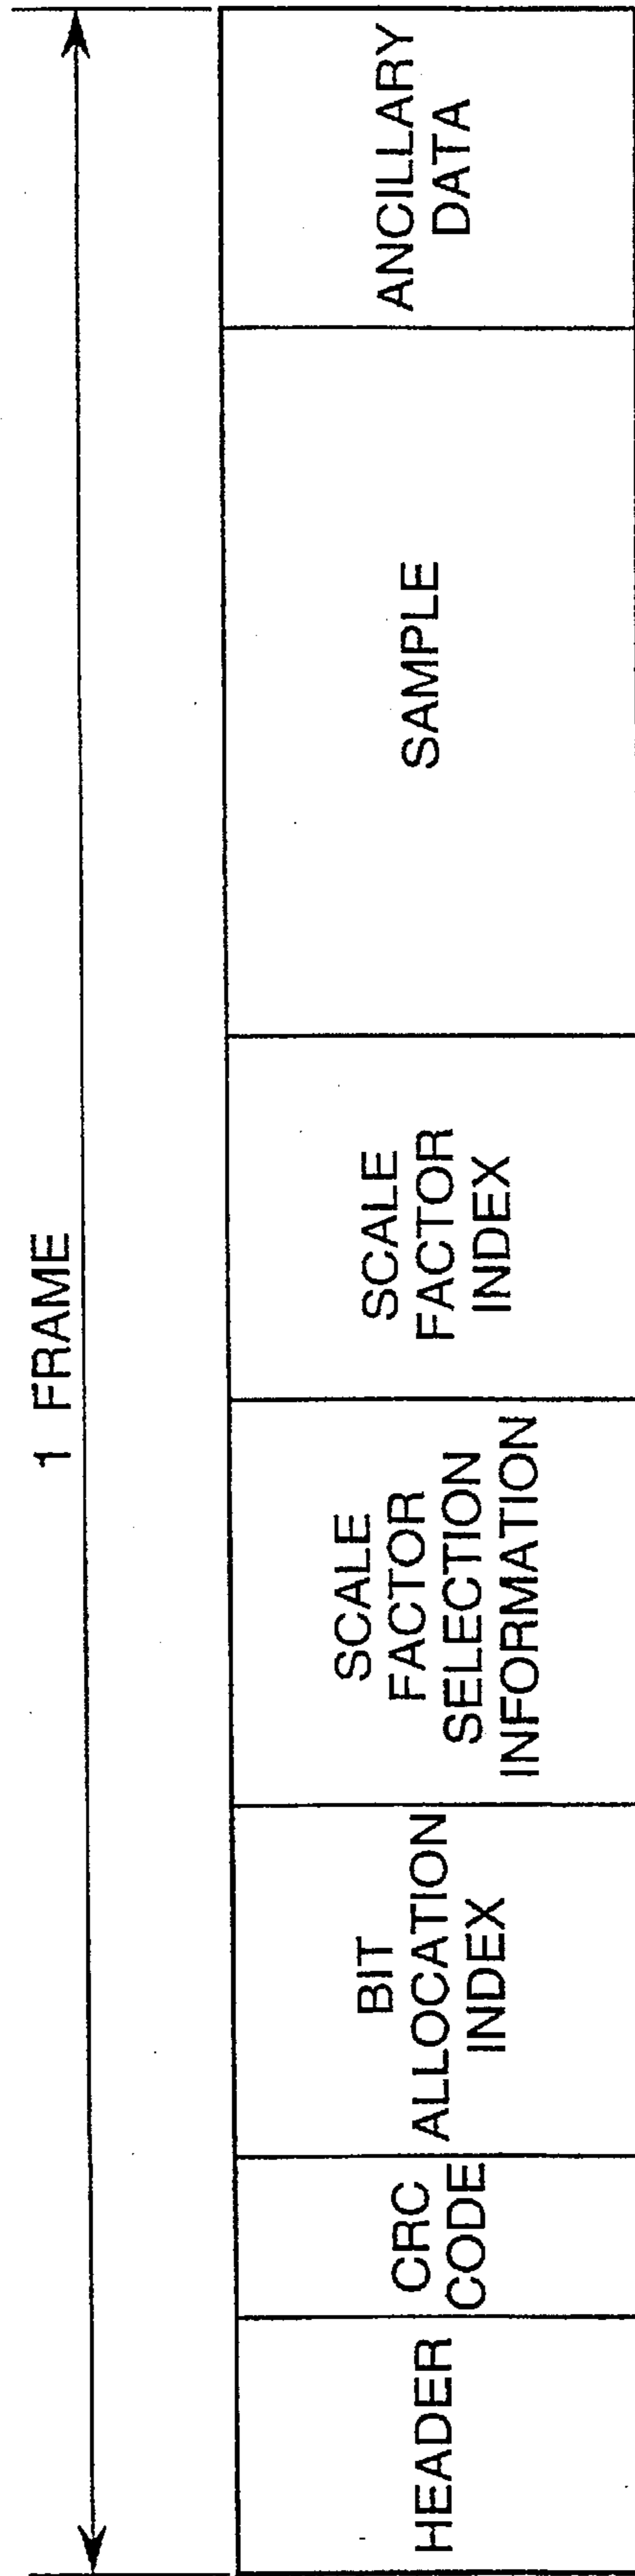 1 FRAME
HEADER
CRC
CODE
BIT
ALLOCATION
INDEX
SCALE
FACTOR
SELECTION
INFORMATION
SCALE
FACTOR
INDEX
SAMPLE
ANCILLARY
DATA